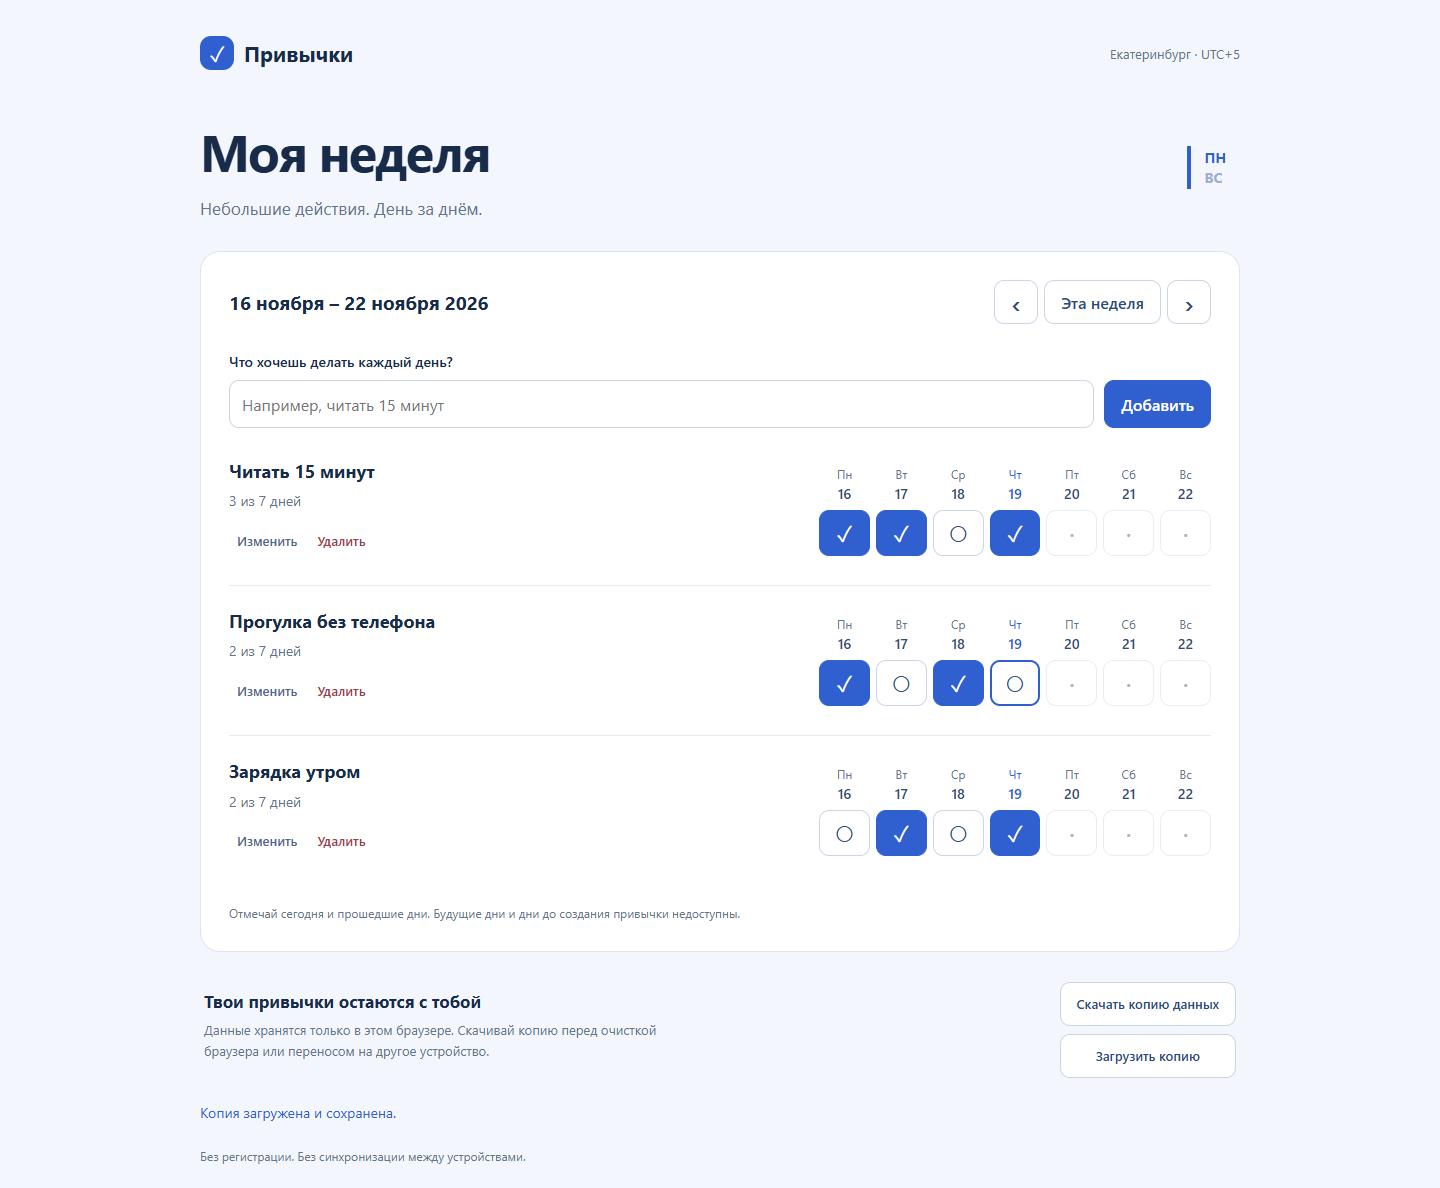 ✓ Привычки
Екатеринбург · UTC+5
Моя неделя
ПН
ВС
Небольшие действия. День за днём.
16 ноября – 22 ноября 2026
‹ Эта неделя ›
Что хочешь делать каждый день?
Например, читать 15 минут
Добавить
Читать 15 минут
3 из 7 дней
Изменить Удалить
Пн Вт Ср Чт Пт Сб Вс
16 17 18 19 20 21 22
✓ ✓ ○ ✓ · · ·
Прогулка без телефона
2 из 7 дней
Изменить Удалить
Пн Вт Ср Чт Пт Сб Вс
16 17 18 19 20 21 22
✓ ○ ✓ ○ · · ·
Зарядка утром
2 из 7 дней
Изменить Удалить
Пн Вт Ср Чт Пт Сб Вс
16 17 18 19 20 21 22
○ ✓ ○ ✓ · · ·
Отмечай сегодня и прошедшие дни. Будущие дни и дни до создания привычки недоступны.
Твои привычки остаются с тобой
Данные хранятся только в этом браузере. Скачивай копию перед очисткой
браузера или переносом на другое устройство.
Скачать копию данных
Загрузить копию
Копия загружена и сохранена.
Без регистрации. Без синхронизации между устройствами.